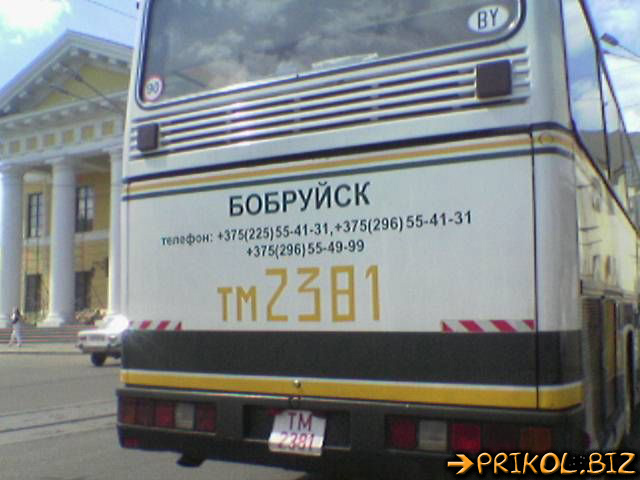 BY
90
БОБРУЙСК
телефон: +375(225)55-41-31,+375(296)55-41-31
+375(296)55-49-99
ТМ2381
ТМ
2381
PRIKOL.BIZ